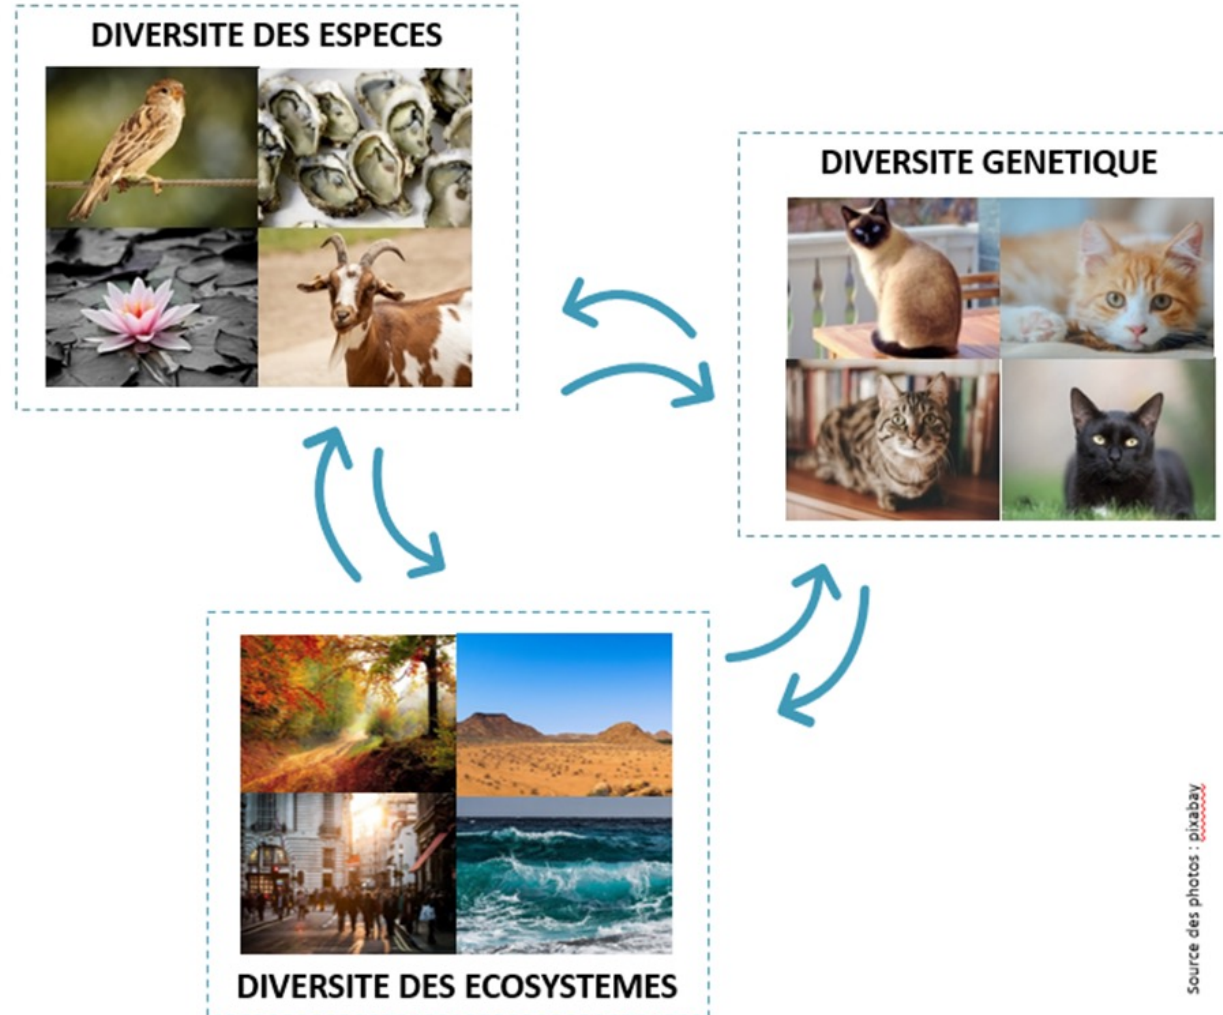 DIVERSITE DES ESPECES
DIVERSITE GENETIQUE
DIVERSITE DES ECOSYSTEMES
Source des photos : pixabay